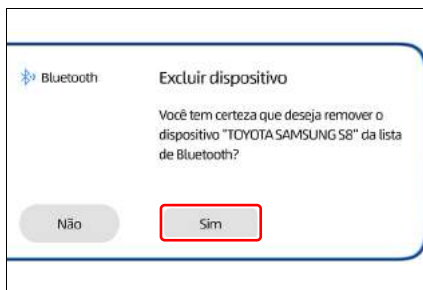 Bluetooth
Excluir dispositivo
Você tem certeza que deseja remover o
dispositivo "TOYOTA SAMSUNG S8" da lista
de Bluetooth?
Não
Sim